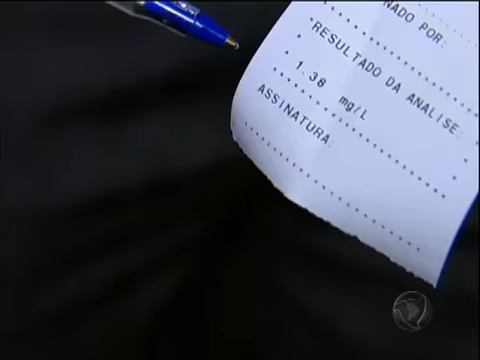 NADO POR:
RESULTADO DA ANALISE:
1.38 mg/L
ASSINATURA: